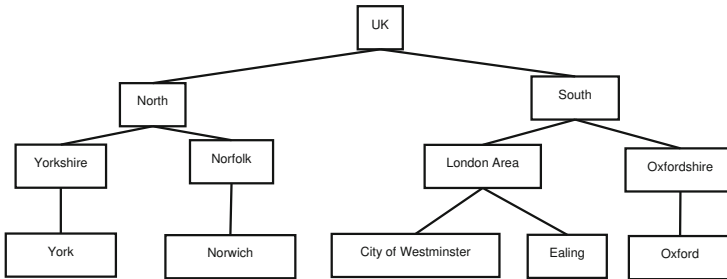 UK
North
South
Yorkshire
Norfolk
London Area
Oxfordshire
York
Norwich
City of Westminster
Ealing
Oxford